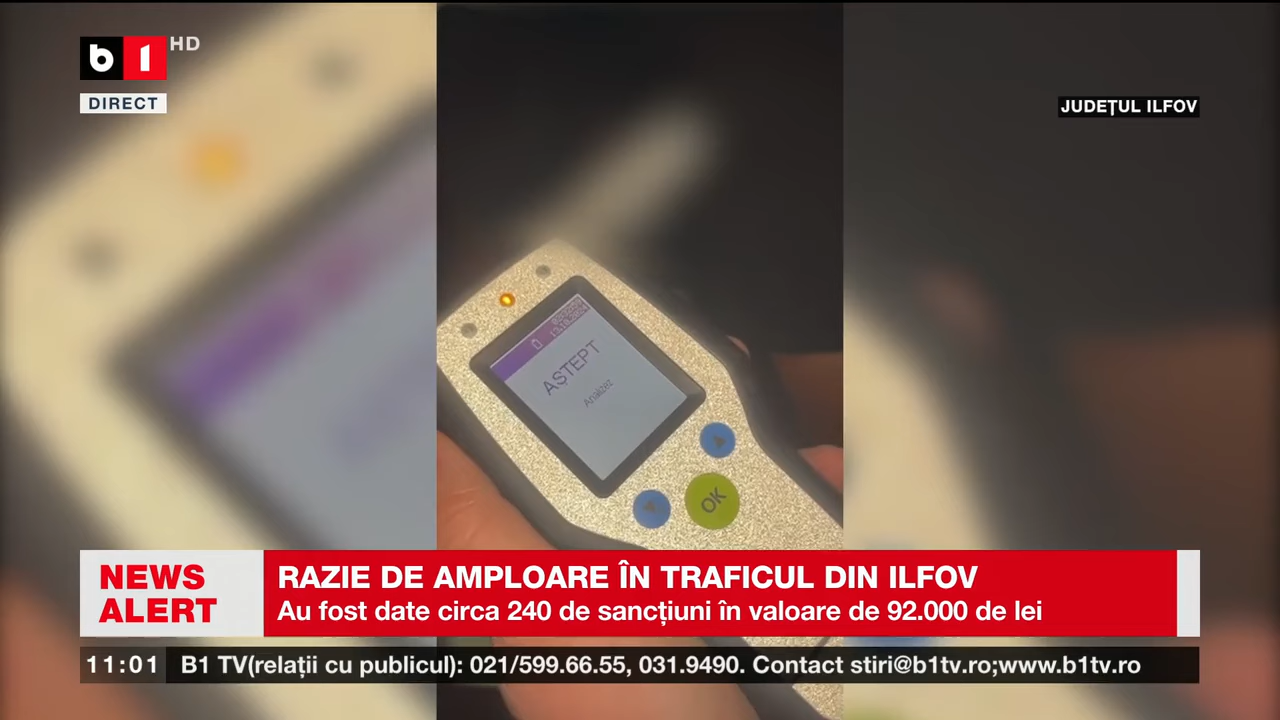 b1 HD
DIRECT
JUDEȚUL ILFOV
AȘTEPT
Analizez
OK
NEWS
ALERT
RAZIE DE AMPLOARE ÎN TRAFICUL DIN ILFOV
Au fost date circa 240 de sancțiuni în valoare de 92.000 de lei
11:01 B1 TV(relații cu publicul): 021/599.66.55, 031.9490. Contact stiri@b1tv.ro;www.b1tv.ro